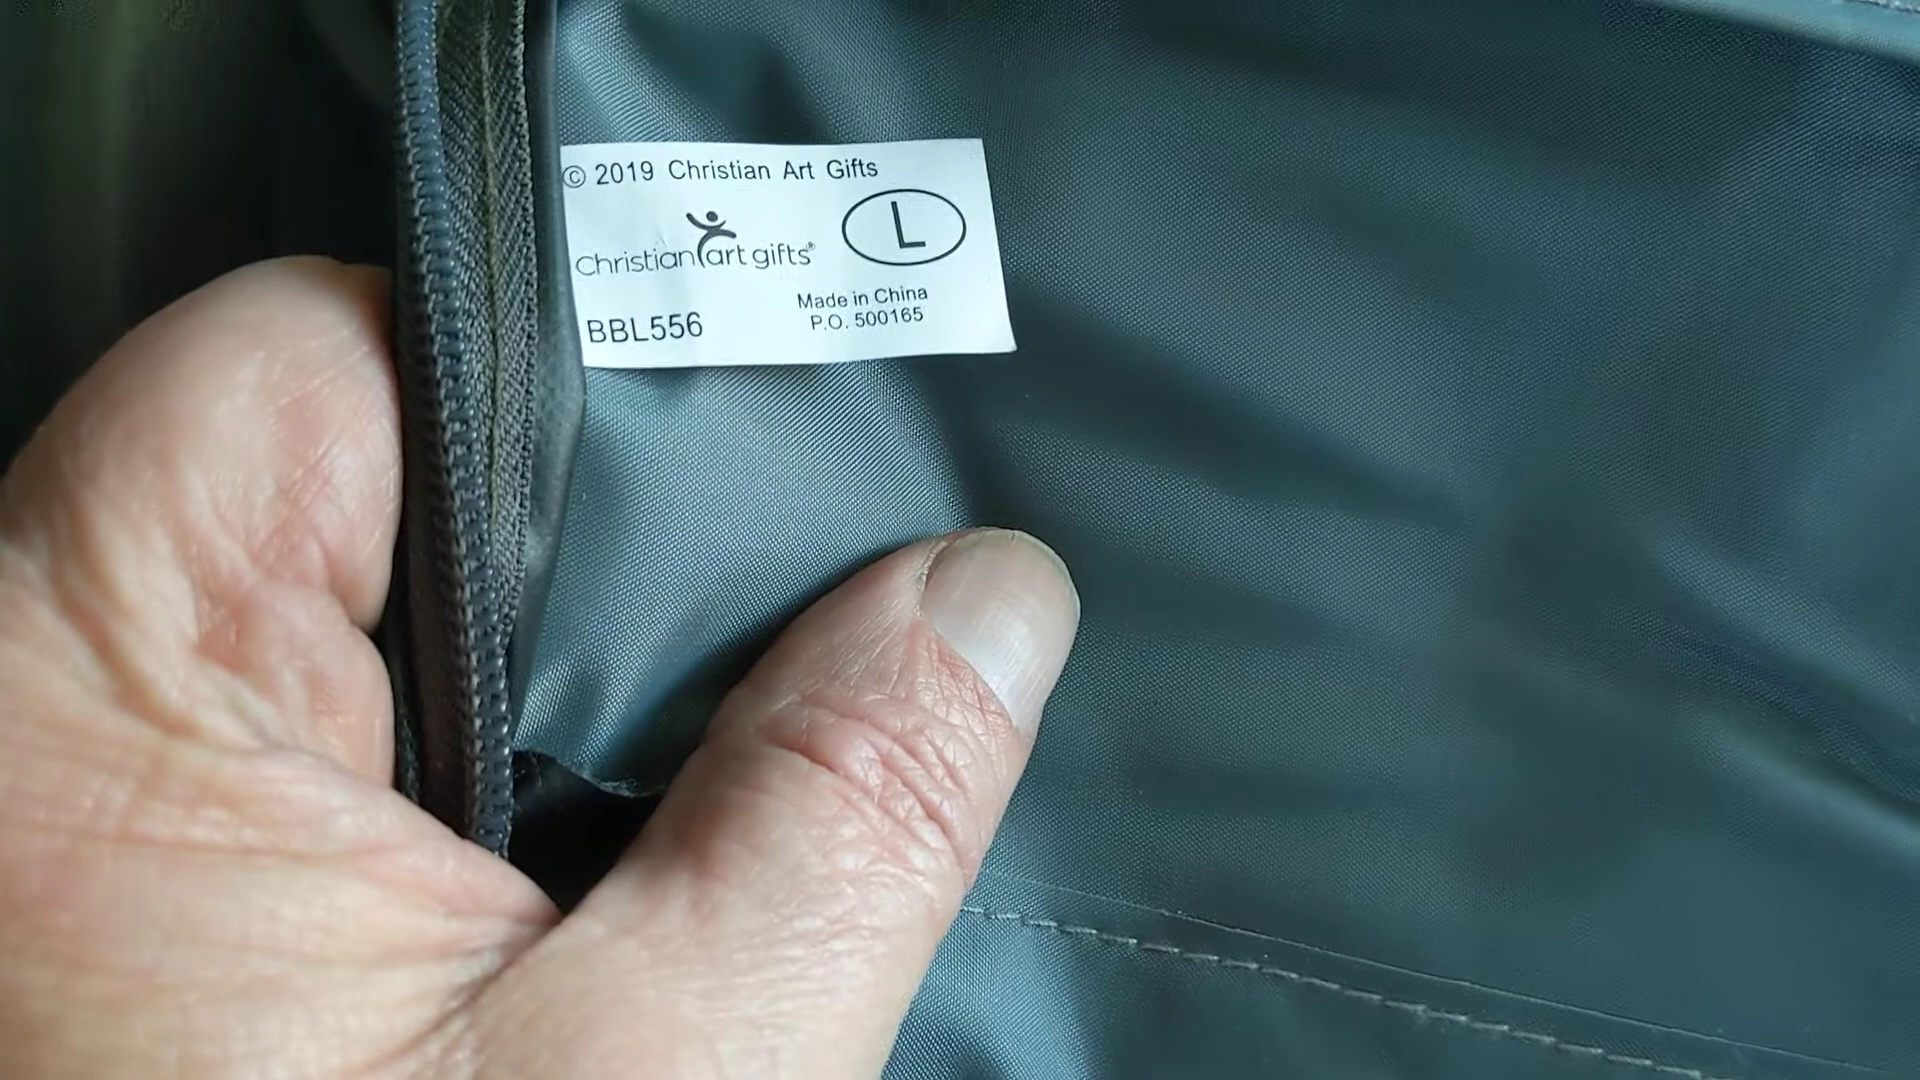 © 2019 Christian Art Gifts
Christian art gifts®
L
BBL556
Made in China
P.O. 500165